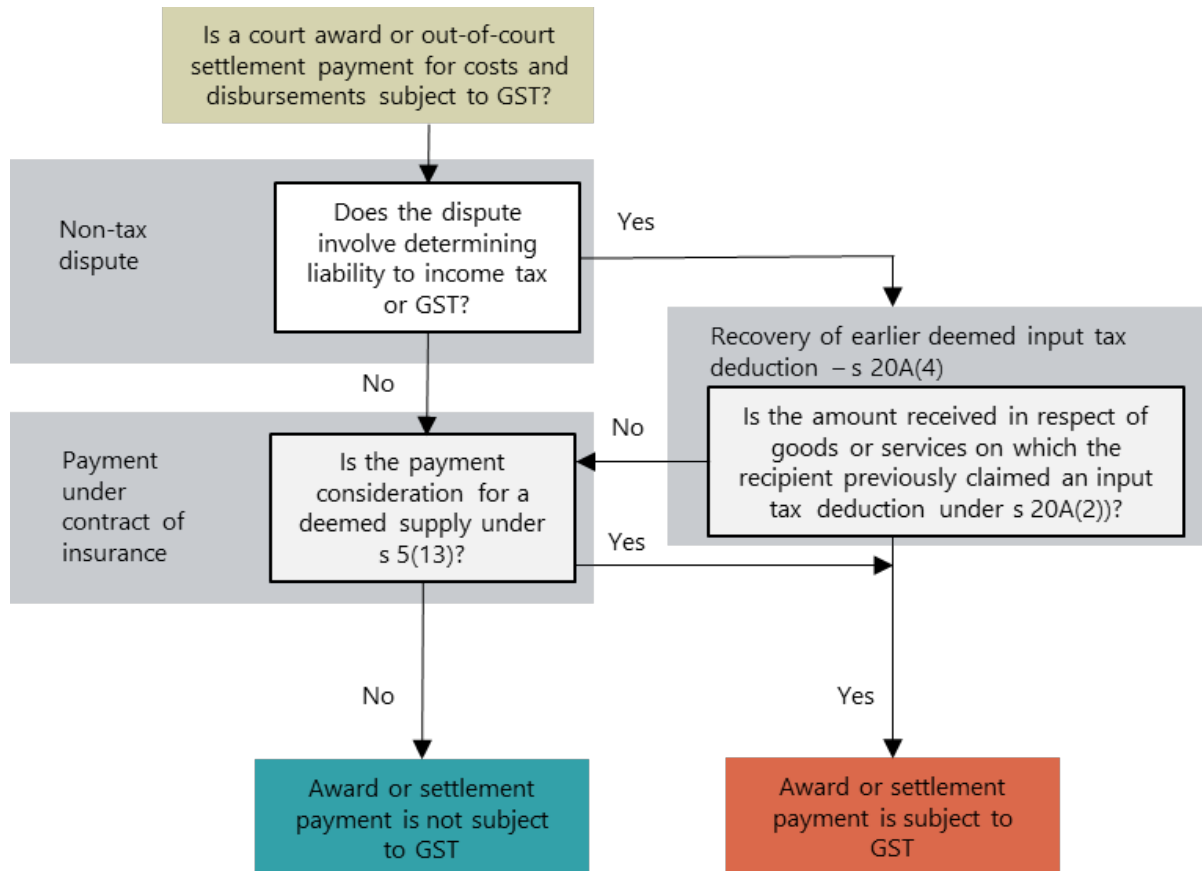 Is a court award or out-of-court
settlement payment for costs and
disbursements subject to GST?
Non-tax
dispute
Does the dispute
involve determining
liability to income tax
or GST?
Yes
No
Recovery of earlier deemed input tax
deduction – s 20A(4)
Is the amount received in respect of
goods or services on which the
recipient previously claimed an input
tax deduction under s 20A(2))?
No
Payment
under
contract of
insurance
Is the payment
consideration for a
deemed supply under
s 5(13)?
Yes
No
Yes
Award or settlement
payment is not subject
to GST
Award or settlement
payment is subject to
GST